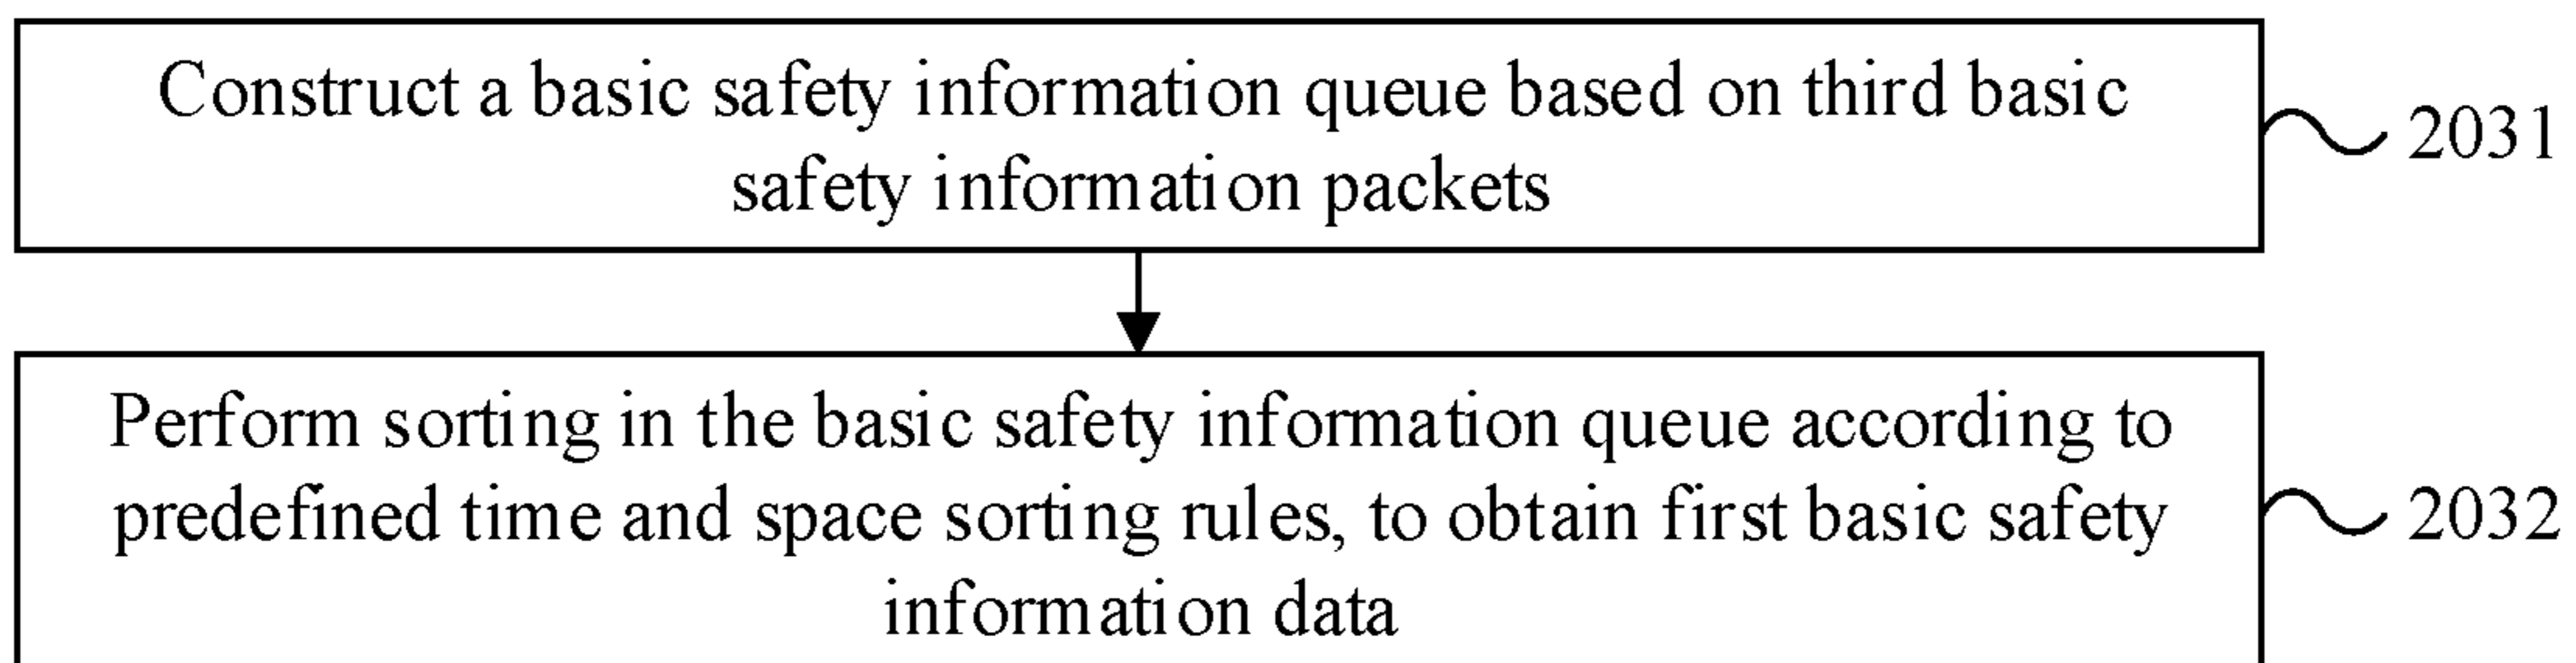 Construct a basic safety information queue based on third basic
safety information packets
2031
Perform sorting in the basic safety information queue according to
predefined time and space sorting rules, to obtain first basic safety
information data
2032